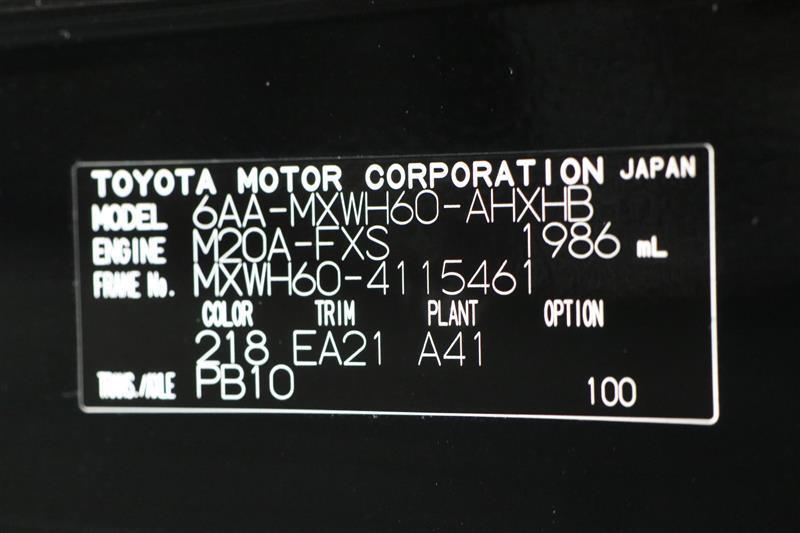 TOYOTA MOTOR CORPORATION JAPAN
MODEL 6AA-MXWH60-AHXHB
ENGINE M20A-FXS 1986 mL
FRAME No. MXWH60-4115461
COLOR TRIM PLANT OPTION
218 EA21 A41
TRANS./AXLE PB10 100